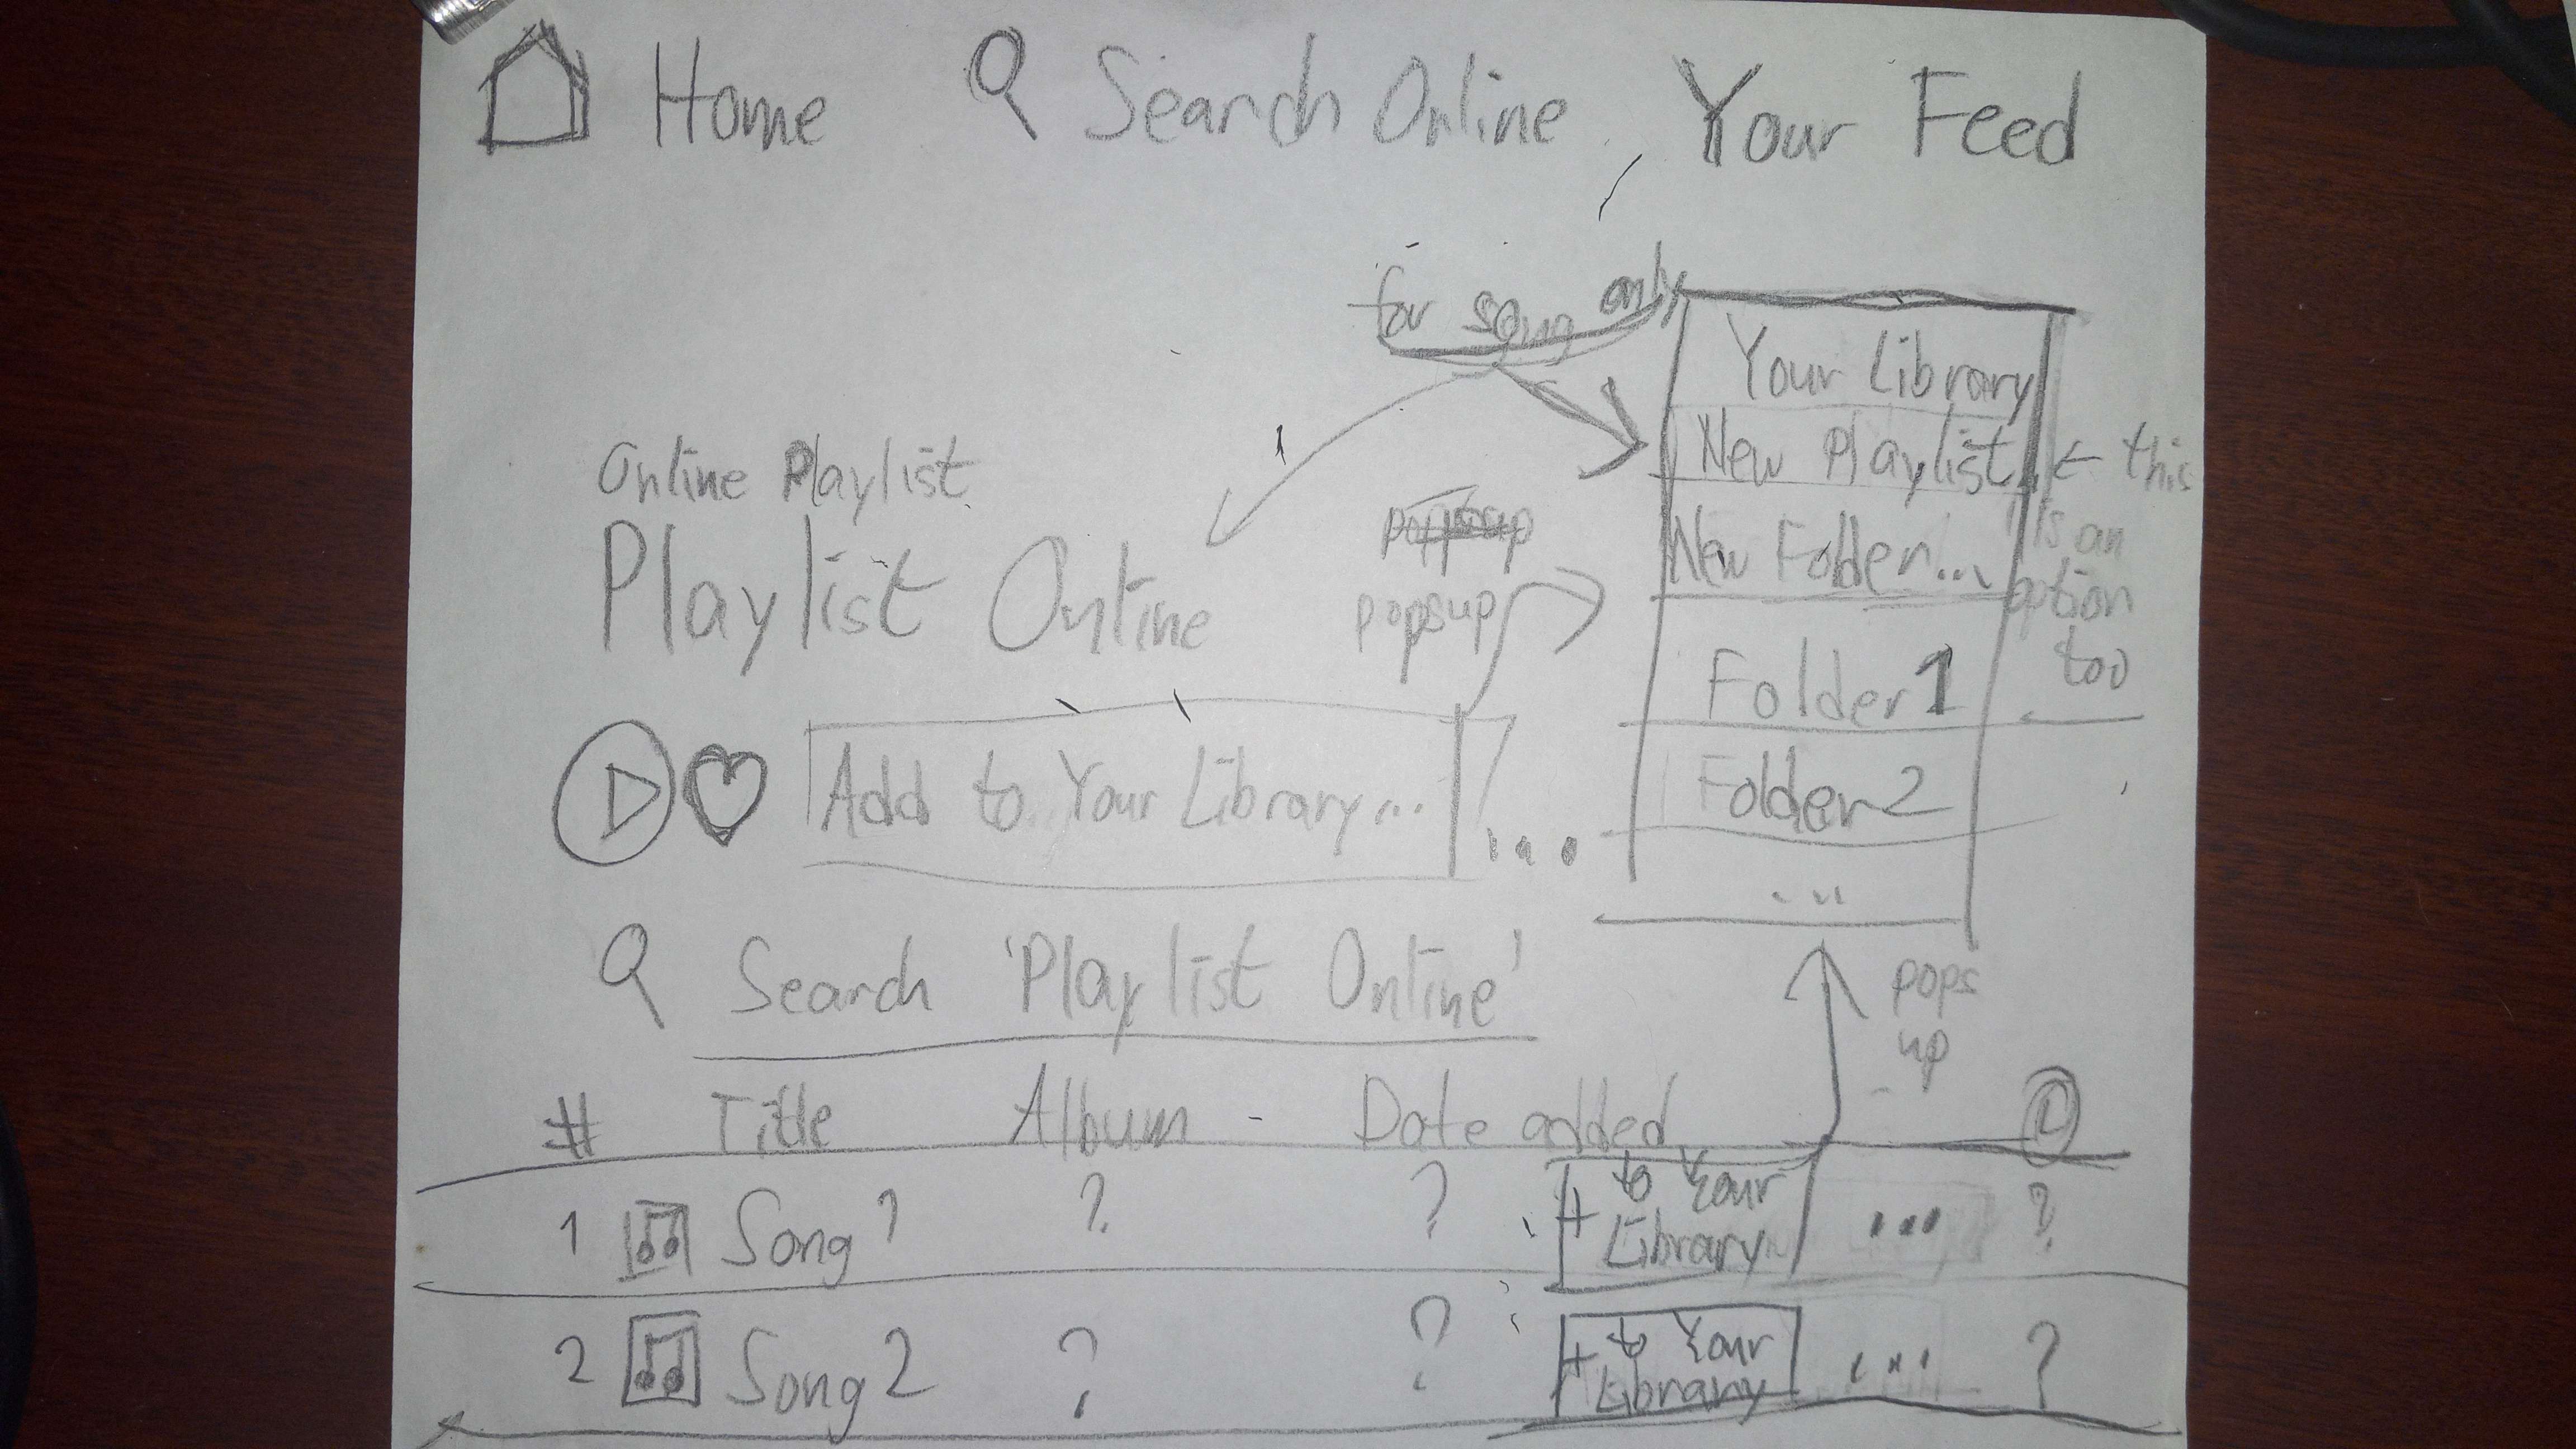 Home Search Online Your Feed
for song only
Your Library
New Playlist ← this
is an
option
too
New Folder...
Folder 1
Folder 2
...
Online Playlist
Playlist Online
popsup
Add to Your Library... ...
Search 'Playlist Online'
pops
up
# Title Album Date added
1 Song 1 ? ? + to Your Library ... ?
2 Song 2 ? ? + to Your Library ... ?